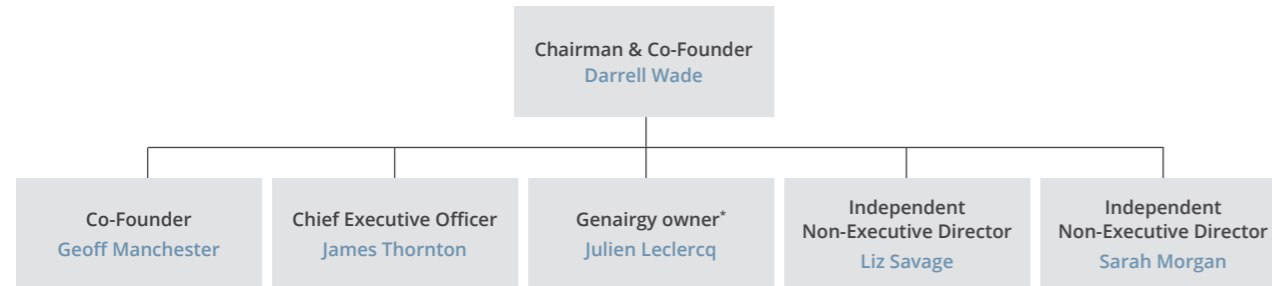 Chairman & Co-Founder
Darrell Wade
Co-Founder
Geoff Manchester
Chief Executive Officer
James Thornton
Genairgy owner*
Julien Leclercq
Independent
Non-Executive Director
Liz Savage
Independent
Non-Executive Director
Sarah Morgan